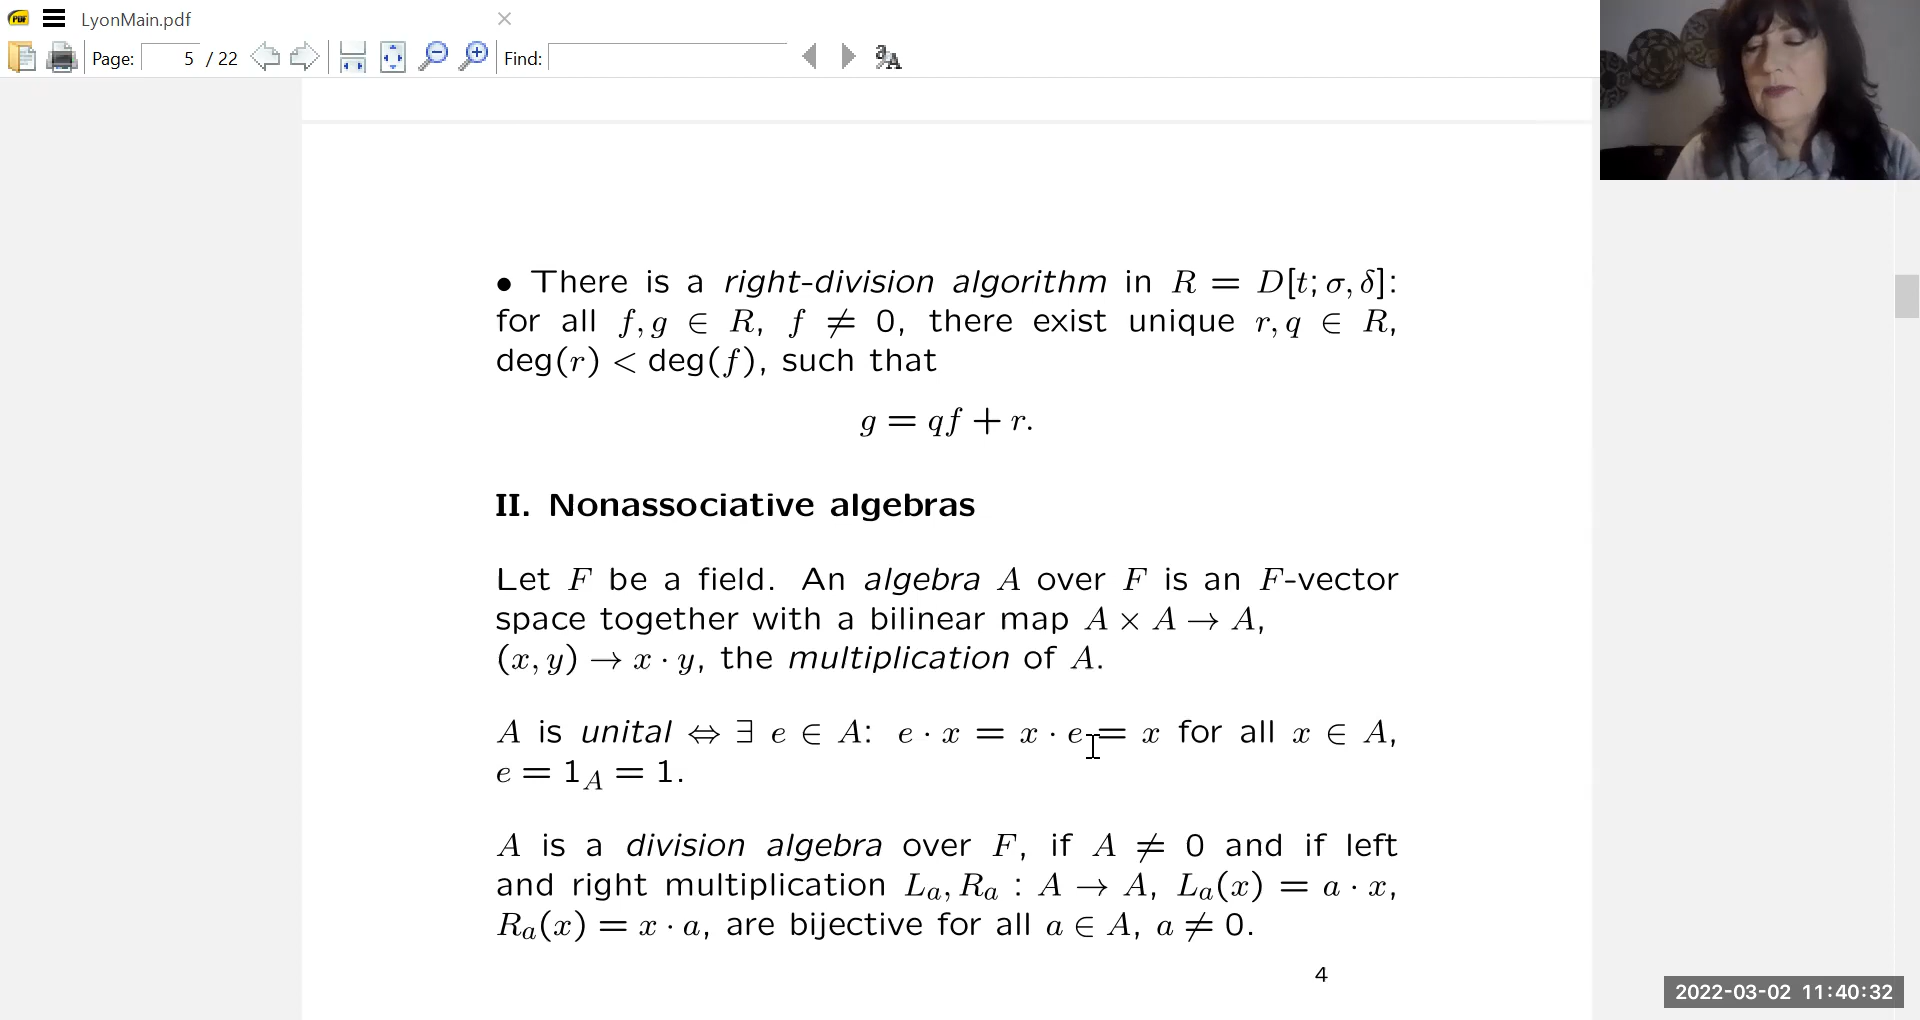 LyonMain.pdf
Page: 5 / 22 Find:
• There is a right-division algorithm in R = D[t; σ, δ]:
for all f, g ∈ R, f ≠ 0, there exist unique r, q ∈ R,
deg(r) < deg(f), such that
g = qf + r.
II. Nonassociative algebras
Let F be a field. An algebra A over F is an F-vector
space together with a bilinear map A × A → A,
(x, y) → x · y, the multiplication of A.
A is unital ⇔ ∃ e ∈ A: e · x = x · e = x for all x ∈ A,
e = 1_A = 1.
A is a division algebra over F, if A ≠ 0 and if left
and right multiplication L_a, R_a : A → A, L_a(x) = a · x,
R_a(x) = x · a, are bijective for all a ∈ A, a ≠ 0.
4
2022-03-02 11:40:32